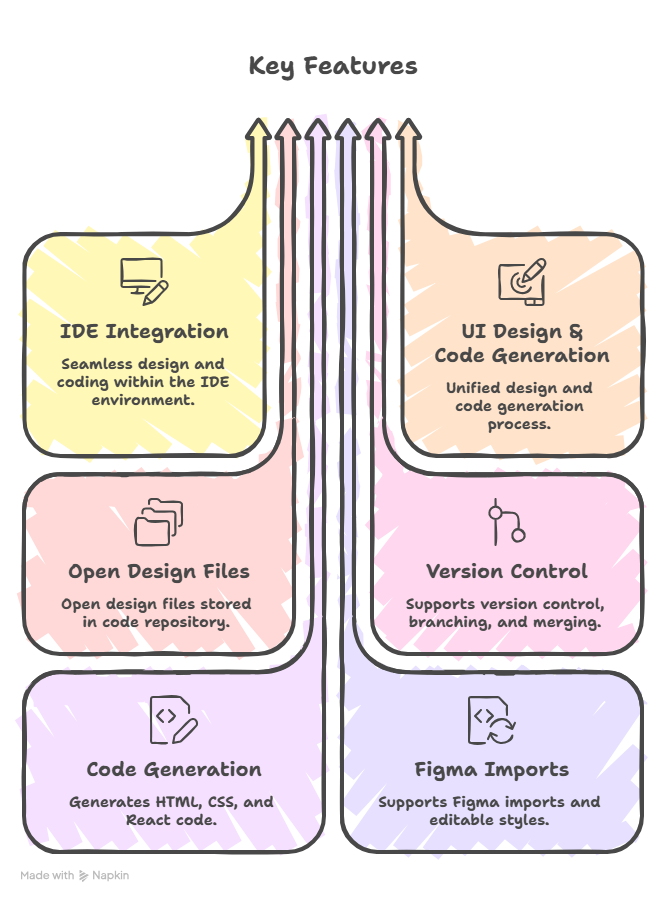 Key Features
IDE Integration
Seamless design and
coding within the IDE
environment.
UI Design &
Code Generation
Unified design and
code generation
process.
Open Design Files
Open design files stored
in code repository.
Version Control
Supports version control,
branching, and merging.
Code Generation
Generates HTML, CSS, and
React code.
Figma Imports
Supports Figma imports and
editable styles.
Made with Napkin